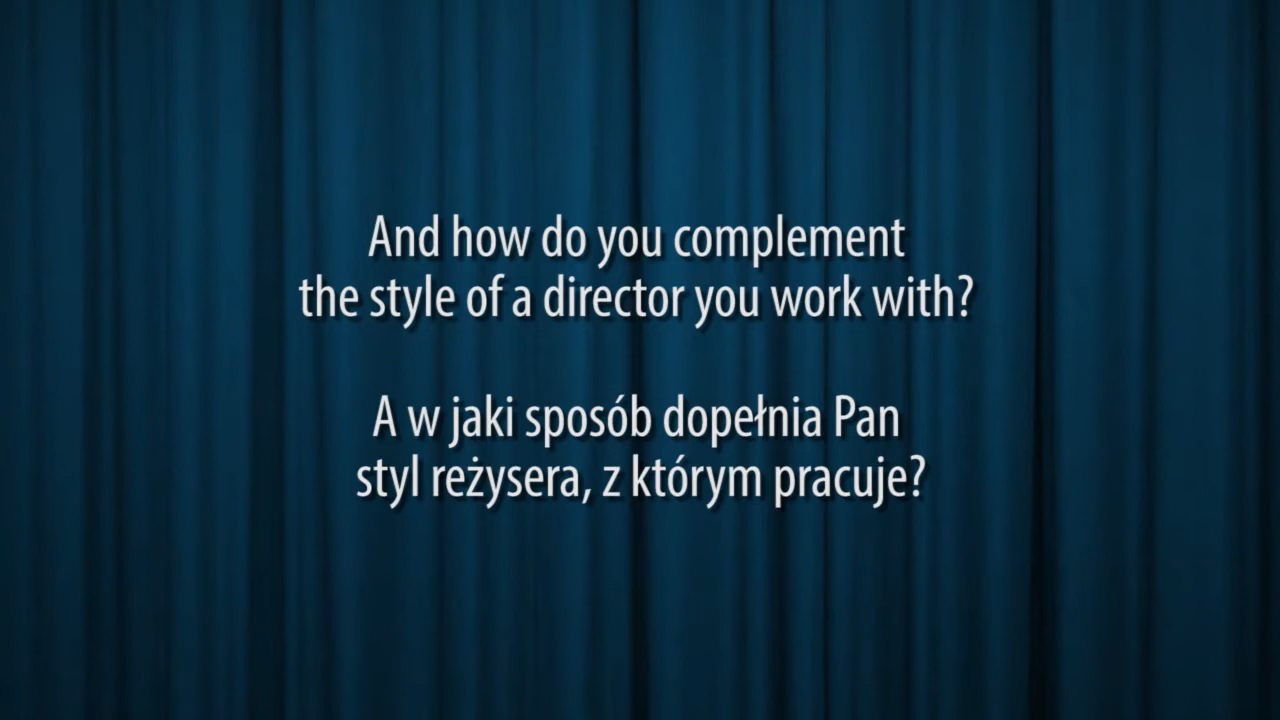 And how do you complement
the style of a director you work with?
A w jaki sposób dopełnia Pan
styl reżysera, z którym pracuje?